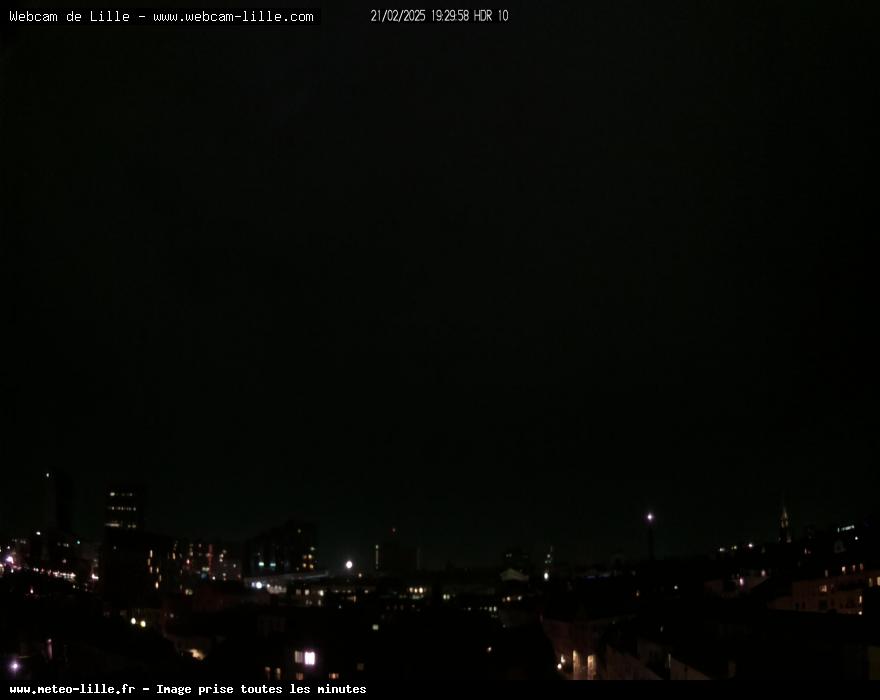 Webcam de Lille - www.webcam-lille.com
21/02/2025 19:29:58 HDR 10
www.meteo-lille.fr - Image prise toutes les minutes